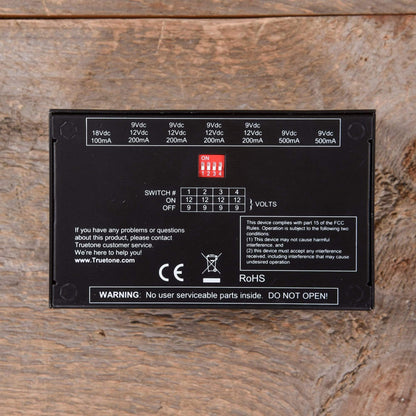 9Vdc 9Vdc 9Vdc 9Vdc
18Vdc 12Vdc 12Vdc 12Vdc 12Vdc 9Vdc 9Vdc
100mA 200mA 200mA 200mA 200mA 500mA 500mA
ON
1 2 3 4
SWITCH # 1 2 3 4
ON 12 12 12 12
OFF 9 9 9 9
VOLTS
If you have any problems or questions
about this product, please contact
Truetone customer service.
We're here to help you!
www.Truetone.com
This device complies with part 15 of the FCC
Rules. Operation is subject to the following two
conditions:
(1) This device may not cause harmful
interference, and
(2) this device must accept any interference
received, including interference that may cause
undesired operation
CE
RoHS
WARNING: No user serviceable parts inside. DO NOT OPEN!